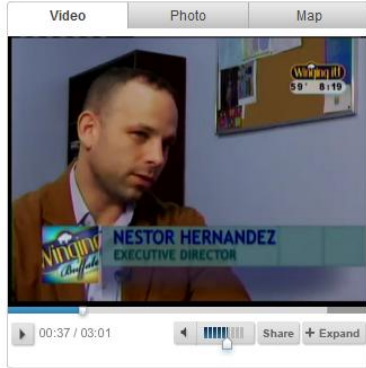 Video Photo Map
Winging it!
59° 8:19
Winging
Buffalo
NESTOR HERNANDEZ
EXECUTIVE DIRECTOR
00:37 / 03:01 Share + Expand